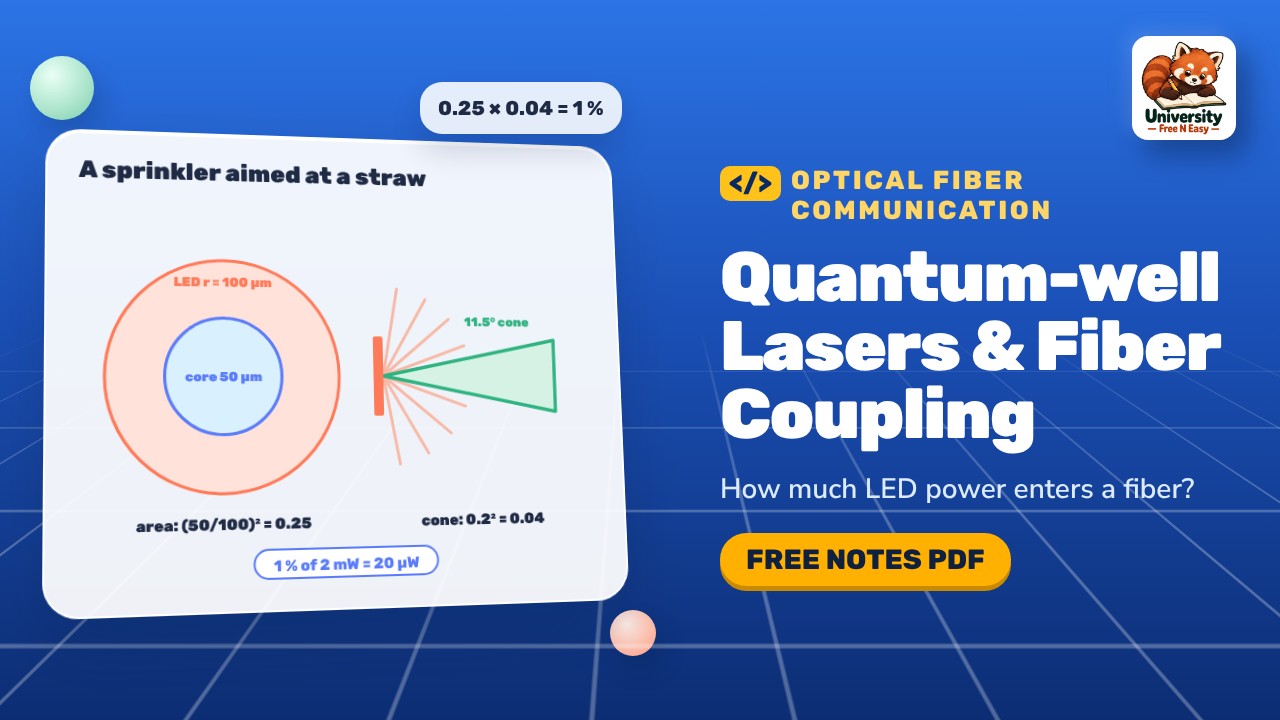 0.25 × 0.04 = 1 %
A sprinkler aimed at a straw
LED r = 100 µm
core 50 µm
11.5° cone
area: (50/100)² = 0.25
cone: 0.2² = 0.04
1 % of 2 mW = 20 µW
University
Free N Easy
</>
OPTICAL FIBER
COMMUNICATION
Quantum-well
Lasers & Fiber
Coupling
How much LED power enters a fiber?
FREE NOTES PDF